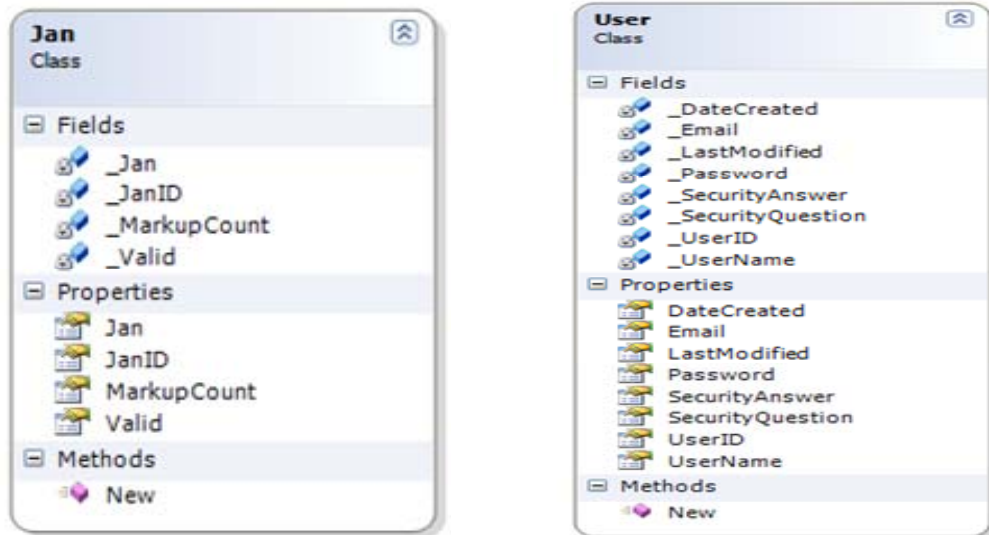 Jan
Class
Fields
_Jan
_JanID
_MarkupCount
_Valid
Properties
Jan
JanID
MarkupCount
Valid
Methods
New
User
Class
Fields
_DateCreated
_Email
_LastModified
_Password
_SecurityAnswer
_SecurityQuestion
_UserID
_UserName
Properties
DateCreated
Email
LastModified
Password
SecurityAnswer
SecurityQuestion
UserID
UserName
Methods
New